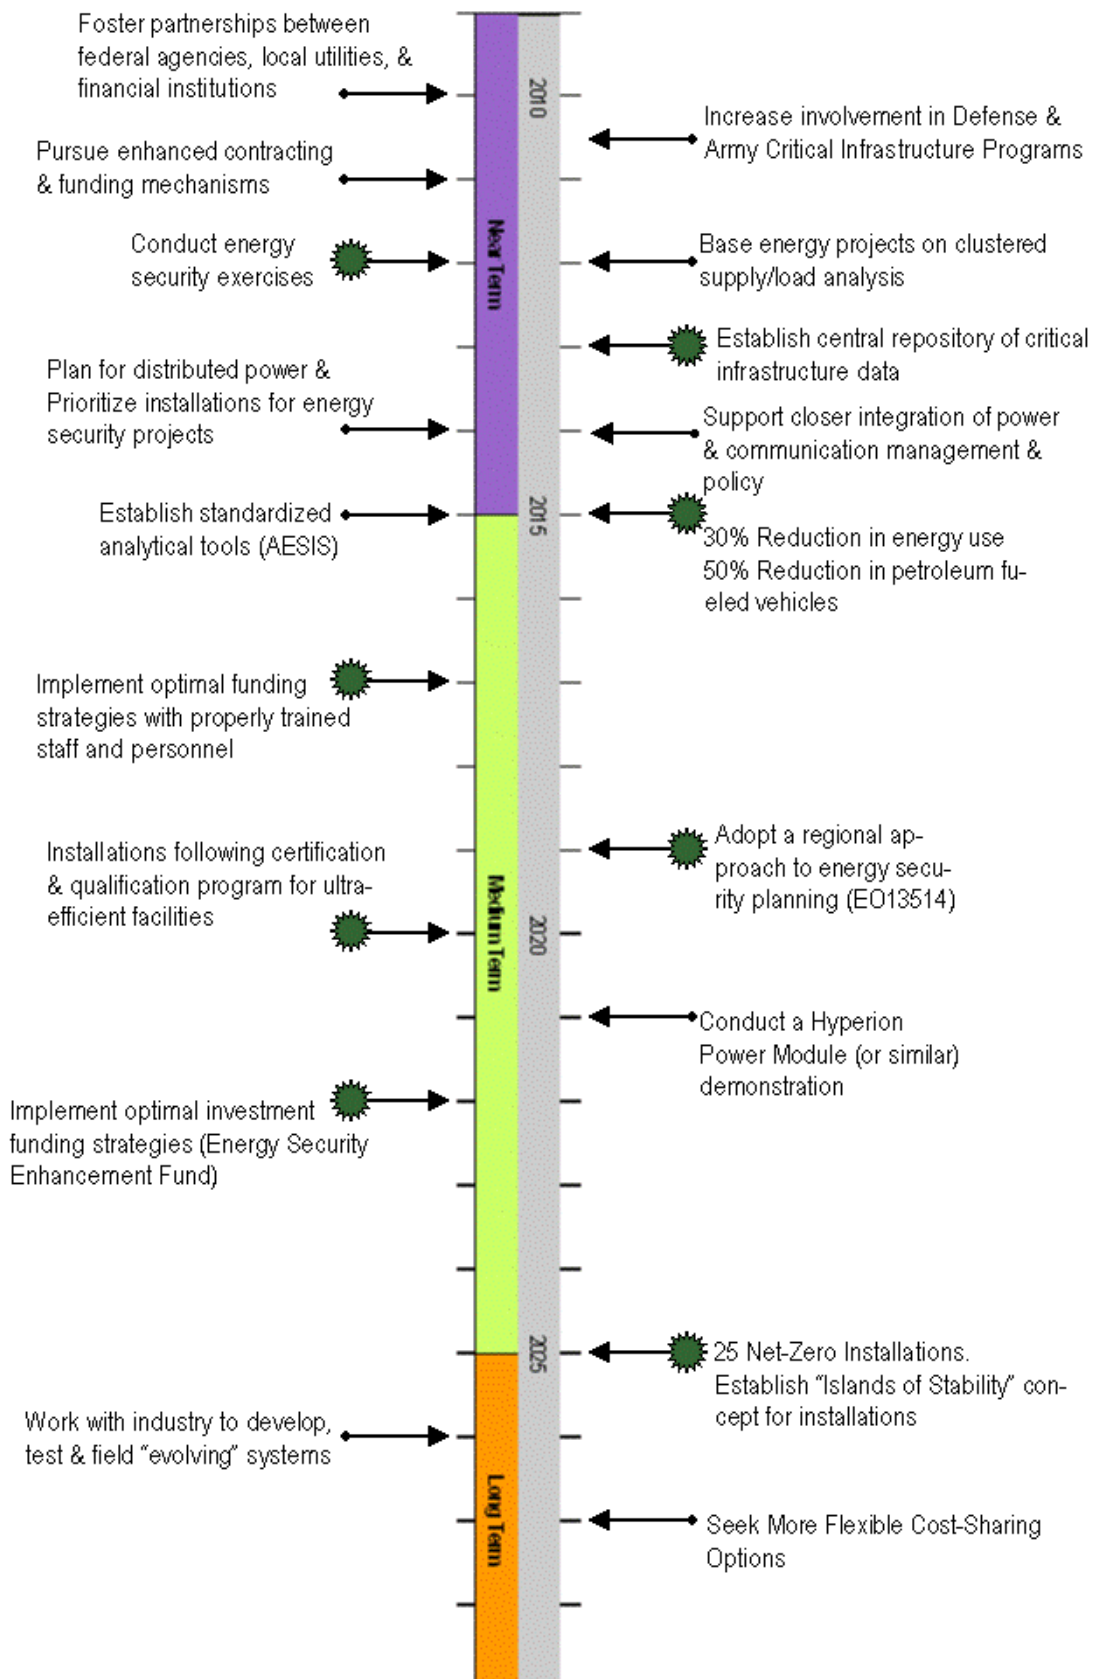 Foster partnerships between
federal agencies, local utilities, &
financial institutions
2010
Increase involvement in Defense &
Army Critical Infrastructure Programs
Pursue enhanced contracting
& funding mechanisms
Near Term
Conduct energy
security exercises
Base energy projects on clustered
supply/load analysis
Establish central repository of critical
infrastructure data
Plan for distributed power &
Prioritize installations for energy
security projects
Support closer integration of power
& communication management &
policy
Establish standardized
analytical tools (AESIS)
2015
30% Reduction in energy use
50% Reduction in petroleum fu-
eled vehicles
Implement optimal funding
strategies with properly trained
staff and personnel
Adopt a regional ap-
proach to energy secu-
rity planning (EO13514)
Installations following certification
& qualification program for ultra-
efficient facilities
Medium Term
2020
Conduct a Hyperion
Power Module (or similar)
demonstration
Implement optimal investment
funding strategies (Energy Security
Enhancement Fund)
2025
25 Net-Zero Installations.
Establish “Islands of Stability” con-
cept for installations
Work with industry to develop,
test & field “evolving” systems
Long Term
Seek More Flexible Cost-Sharing
Options